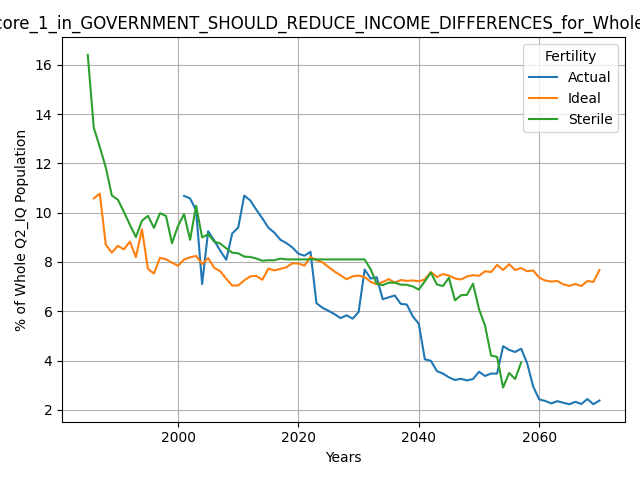 core_1_in_GOVERNMENT_SHOULD_REDUCE_INCOME_DIFFERENCES_for_Whole
% of Whole Q2_IQ Population
16
14
12
10
8
6
4
2
Fertility
Actual
Ideal
Sterile
2000
2020
2040
2060
Years